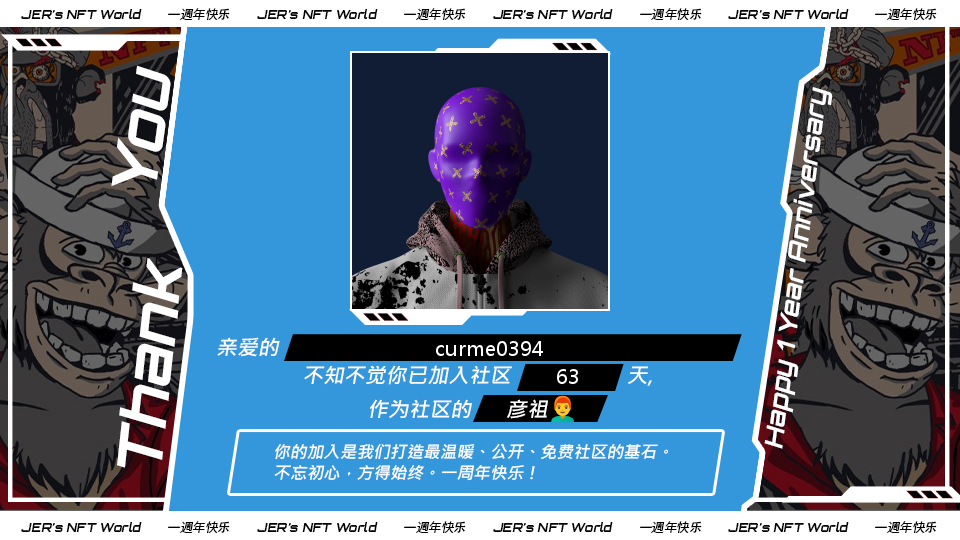 JER's NFT World 一週年快乐 JER's NFT World 一週年快乐 JER's NFT World 一週年快乐 JER's NFT World 一週年快乐
Thank You
亲爱的 curme0394
不知不觉你已加入社区 63 天,
作为社区的 彦祖👨‍🦰
你的加入是我们打造最温暖、公开、免费社区的基石。
不忘初心，方得始终。一周年快乐！
Happy 1 Year Anniversary
JER's NFT World 一週年快乐 JER's NFT World 一週年快乐 JER's NFT World 一週年快乐 JER's NFT World 一週年快乐